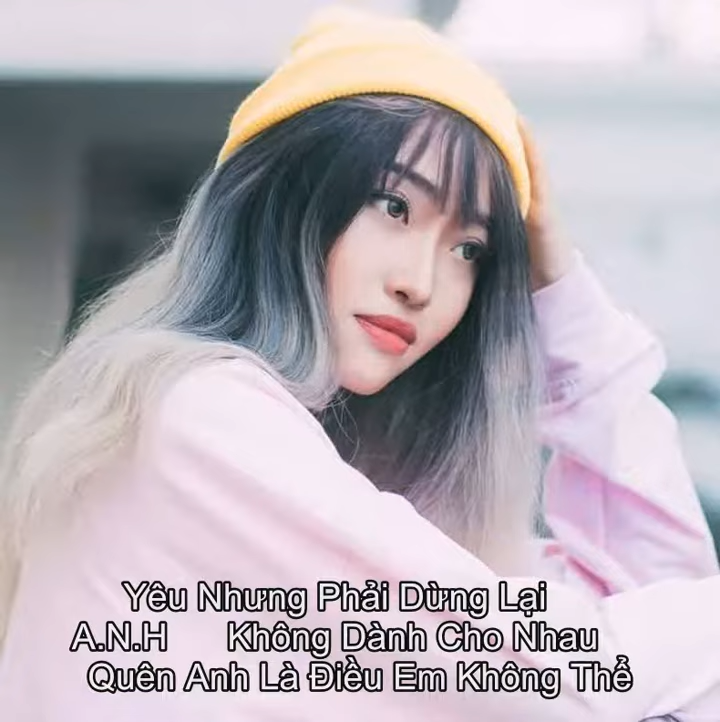 Yêu Nhưng Phải Dừng Lại
A.N.H Không Dành Cho Nhau
Quên Anh Là Điều Em Không Thể